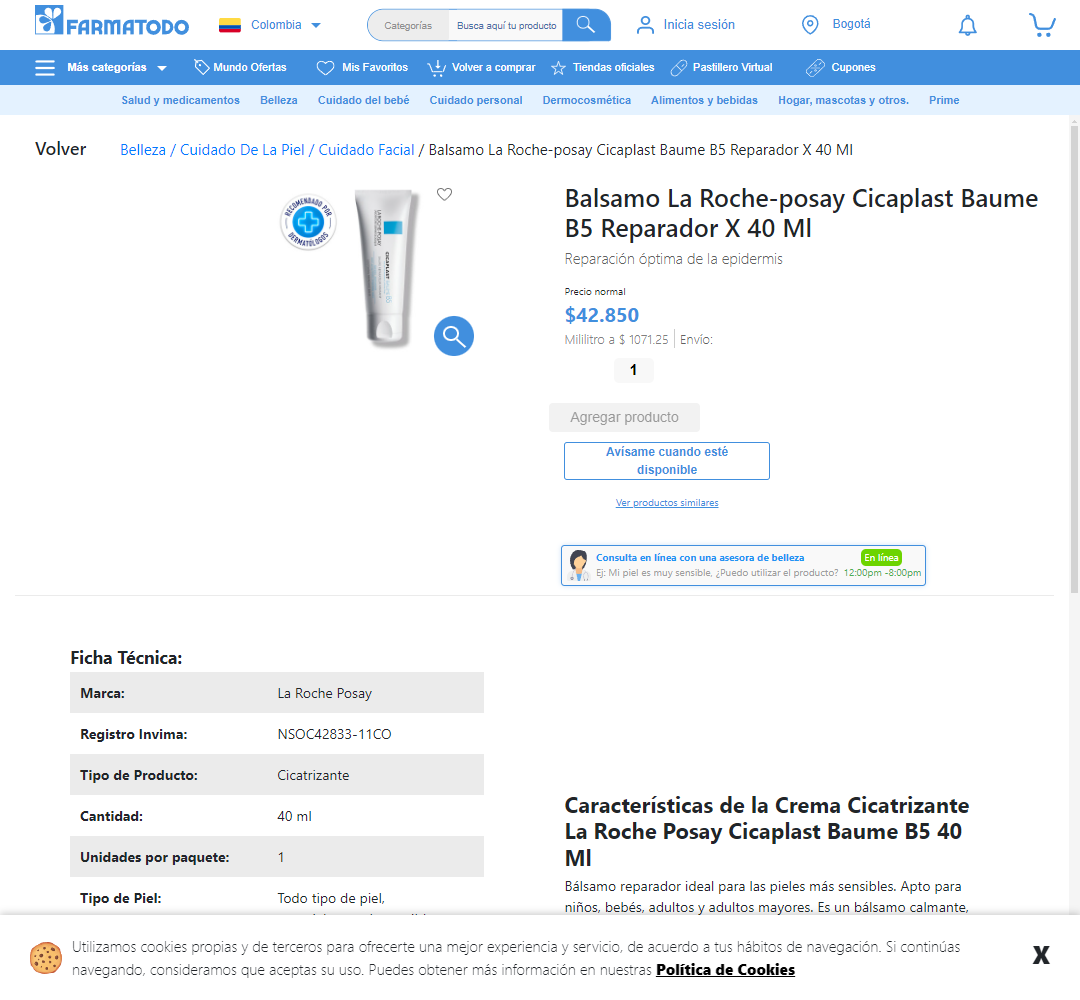 FARMATODO
Colombia
Categorías
Busca aquí tu producto
Inicia sesión
Bogotá
Más categorías
Mundo Ofertas
Mis Favoritos
Volver a comprar
Tiendas oficiales
Pastillero Virtual
Cupones
Salud y medicamentos
Belleza
Cuidado del bebé
Cuidado personal
Dermocosmética
Alimentos y bebidas
Hogar, mascotas y otros.
Prime
Volver
Belleza / Cuidado De La Piel / Cuidado Facial / Balsamo La Roche-posay Cicaplast Baume B5 Reparador X 40 Ml
RECOMENDADO POR
DERMATÓLOGOS
LA ROCHE-POSAY
CICAPLAST
Balsamo La Roche-posay Cicaplast Baume
B5 Reparador X 40 Ml
Reparación óptima de la epidermis
Precio normal
$42.850
Mililitro a $ 1071.25
Envío:
1
Agregar producto
Avísame cuando esté
disponible
Ver productos similares
Consulta en línea con una asesora de belleza
En línea
Ej: Mi piel es muy sensible, ¿Puedo utilizar el producto?
12:00pm -8:00pm
Ficha Técnica:
Marca: La Roche Posay
Registro Invima: NSOC42833-11CO
Tipo de Producto: Cicatrizante
Cantidad: 40 ml
Unidades por paquete: 1
Tipo de Piel: Todo tipo de piel,
Características de la Crema Cicatrizante
La Roche Posay Cicaplast Baume B5 40
Ml
Bálsamo reparador ideal para las pieles más sensibles. Apto para
niños, bebés, adultos y adultos mayores. Es un bálsamo calmante,
Utilizamos cookies propias y de terceros para ofrecerte una mejor experiencia y servicio, de acuerdo a tus hábitos de navegación. Si continúas
navegando, consideramos que aceptas su uso. Puedes obtener más información en nuestras Política de Cookies
X